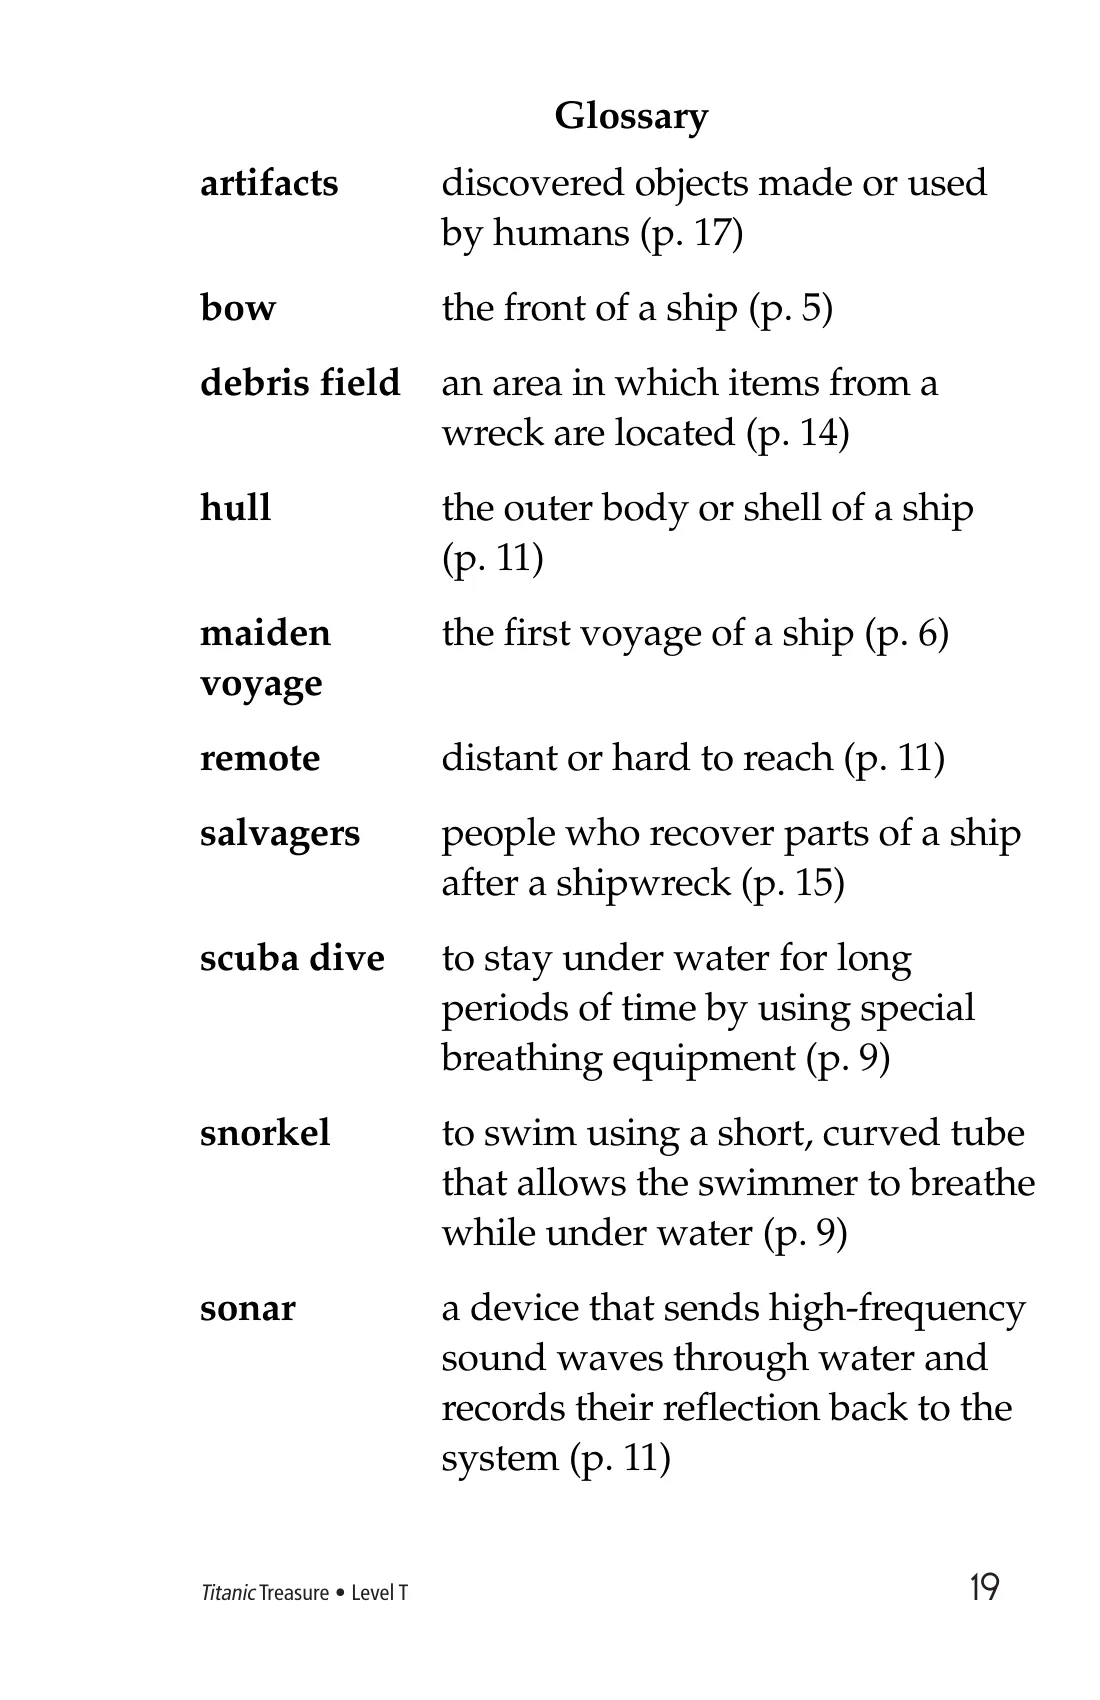 Glossary
artifacts discovered objects made or used
by humans (p. 17)
bow the front of a ship (p. 5)
debris field an area in which items from a
wreck are located (p. 14)
hull the outer body or shell of a ship
(p. 11)
maiden the first voyage of a ship (p. 6)
voyage
remote distant or hard to reach (p. 11)
salvagers people who recover parts of a ship
after a shipwreck (p. 15)
scuba dive to stay under water for long
periods of time by using special
breathing equipment (p. 9)
snorkel to swim using a short, curved tube
that allows the swimmer to breathe
while under water (p. 9)
sonar a device that sends high-frequency
sound waves through water and
records their reflection back to the
system (p. 11)
Titanic Treasure • Level T 19